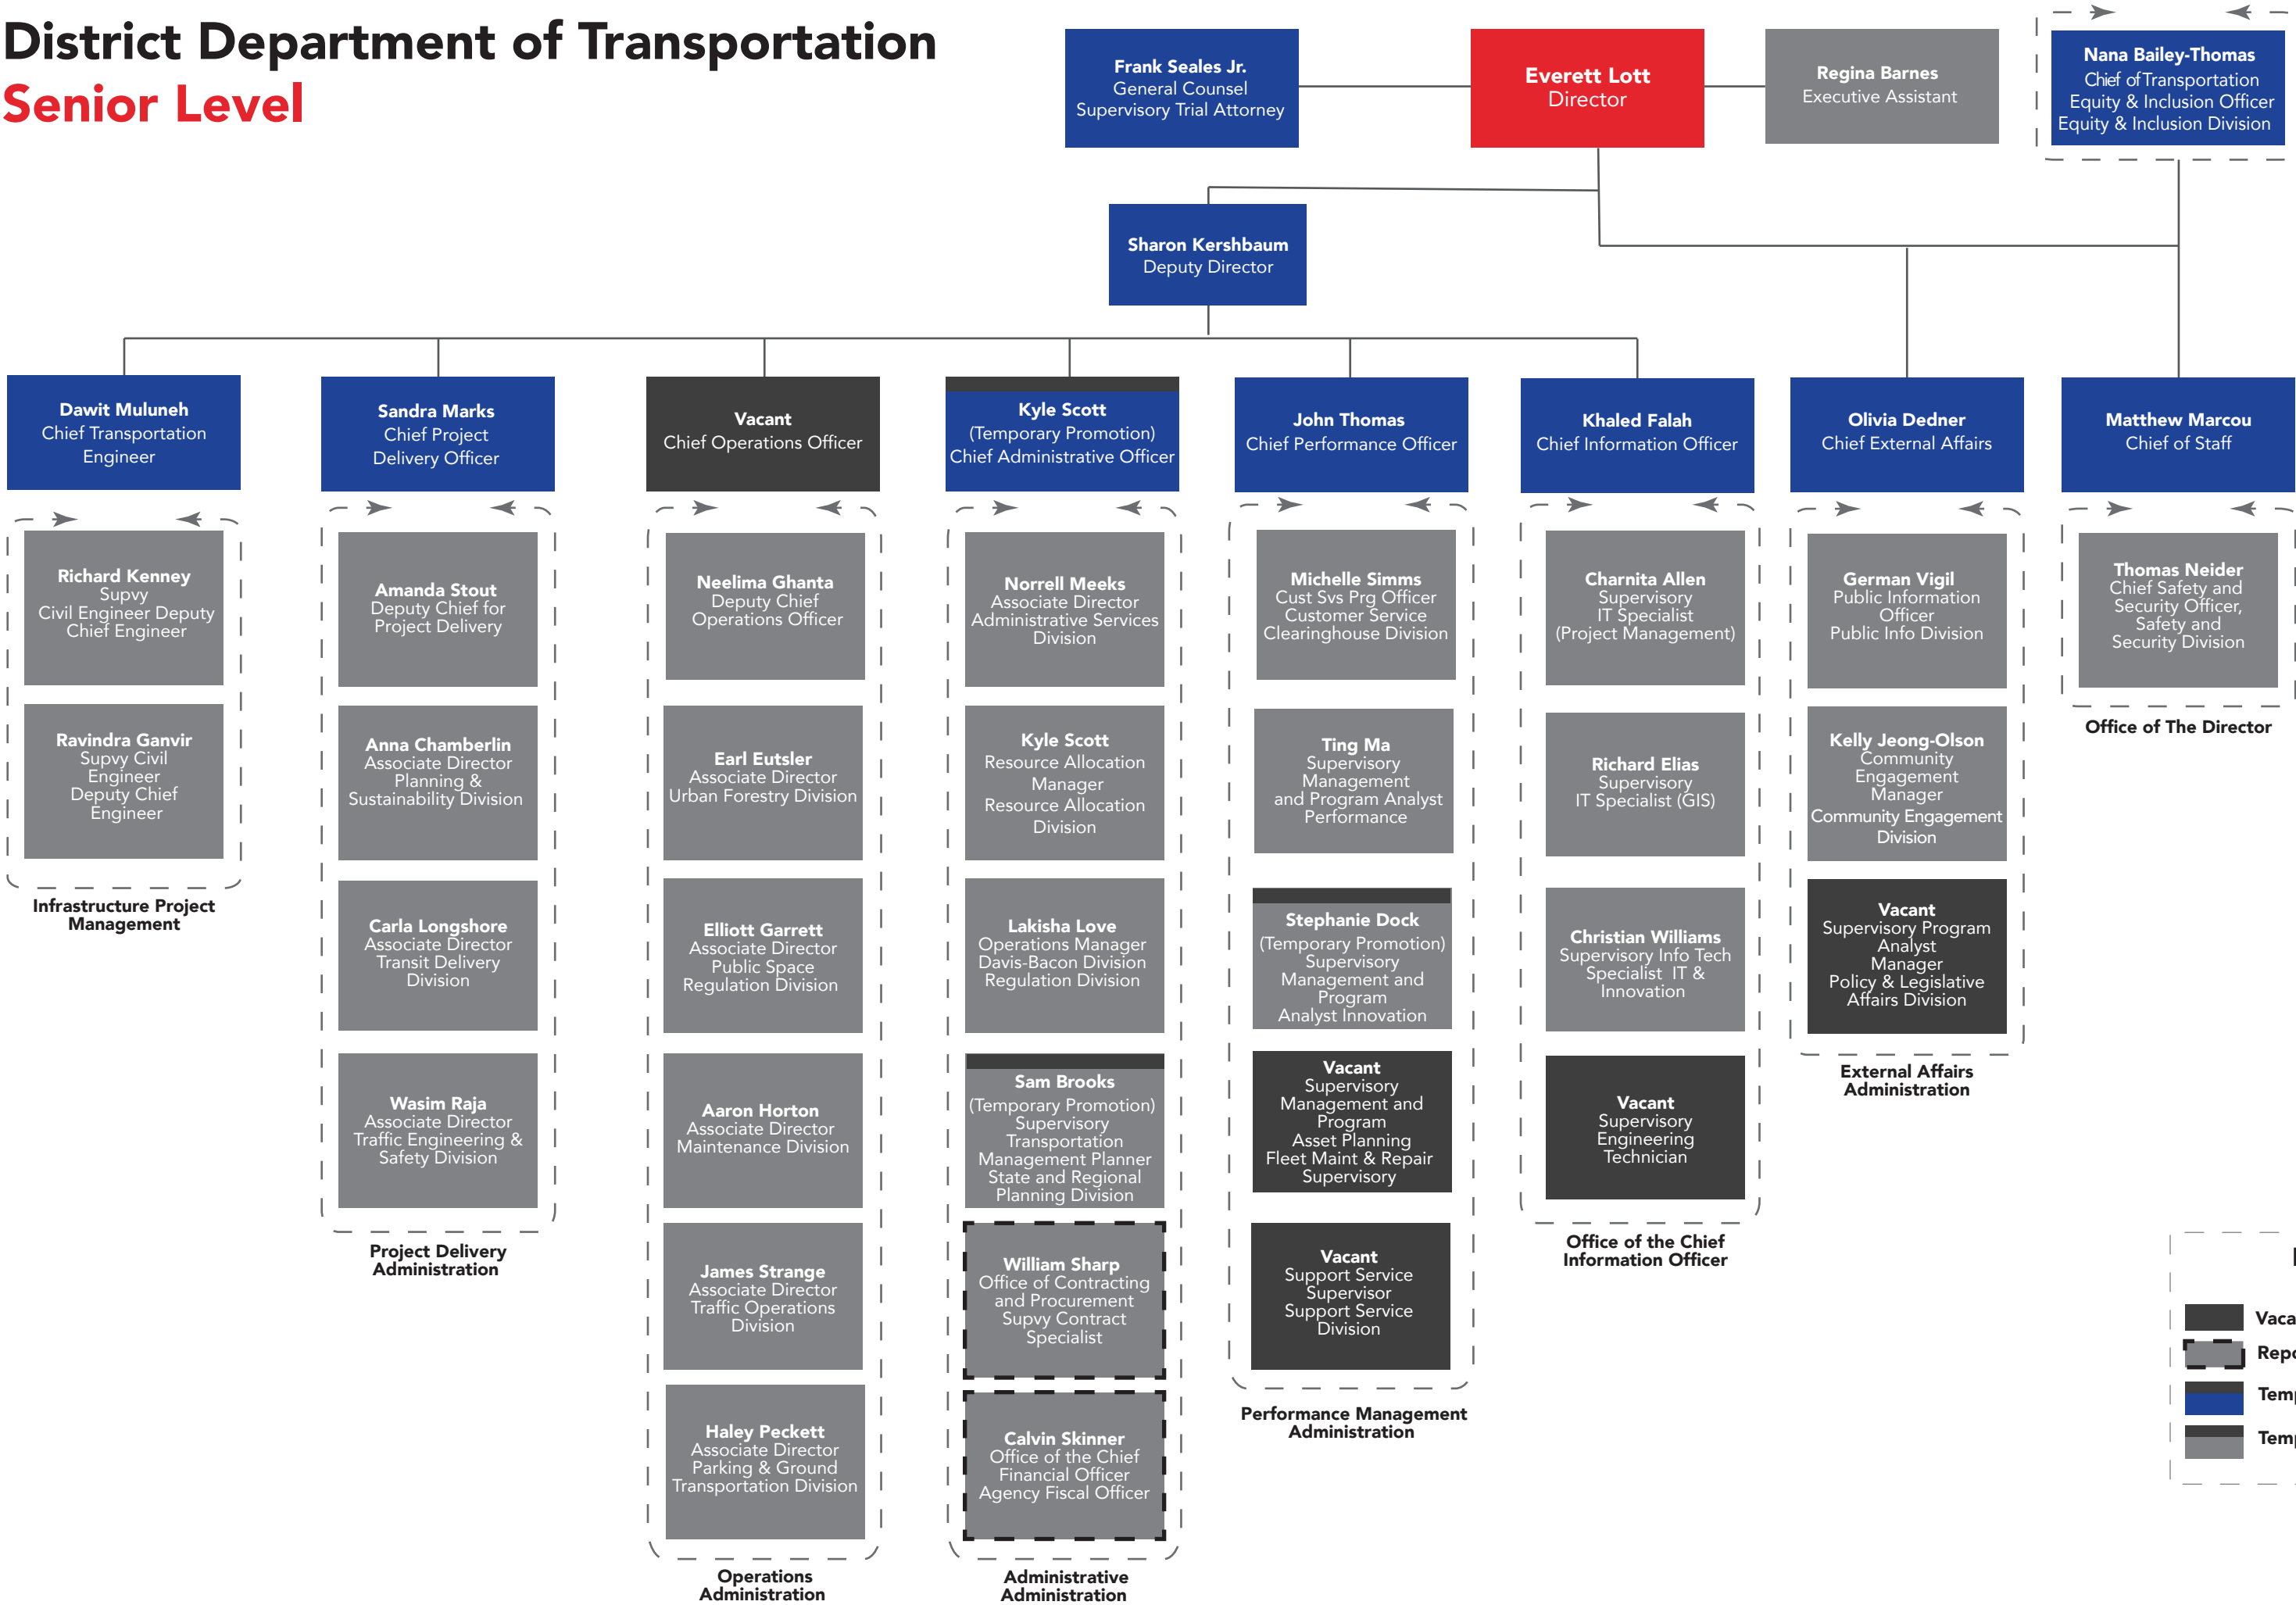 District Department of Transportation
Senior Level
Frank Seales Jr.
General Counsel
Supervisory Trial Attorney
Everett Lott
Director
Regina Barnes
Executive Assistant
Nana Bailey-Thomas
Chief of Transportation
Equity & Inclusion Officer
Equity & Inclusion Division
Sharon Kershbaum
Deputy Director
Dawit Muluneh
Chief Transportation
Engineer
Sandra Marks
Chief Project
Delivery Officer
Vacant
Chief Operations Officer
Kyle Scott
(Temporary Promotion)
Chief Administrative Officer
John Thomas
Chief Performance Officer
Khaled Falah
Chief Information Officer
Olivia Dedner
Chief External Affairs
Matthew Marcou
Chief of Staff
Richard Kenney
Supvy
Civil Engineer Deputy
Chief Engineer
Ravindra Ganvir
Supvy Civil
Engineer
Deputy Chief
Engineer
Infrastructure Project
Management
Amanda Stout
Deputy Chief for
Project Delivery
Anna Chamberlin
Associate Director
Planning &
Sustainability Division
Carla Longshore
Associate Director
Transit Delivery
Division
Wasim Raja
Associate Director
Traffic Engineering &
Safety Division
Project Delivery
Administration
Neelima Ghanta
Deputy Chief
Operations Officer
Earl Eutsler
Associate Director
Urban Forestry Division
Elliott Garrett
Associate Director
Public Space
Regulation Division
Aaron Horton
Associate Director
Maintenance Division
James Strange
Associate Director
Traffic Operations
Division
Haley Peckett
Associate Director
Parking & Ground
Transportation Division
Operations
Administration
Norrell Meeks
Associate Director
Administrative Services
Division
Kyle Scott
Resource Allocation
Manager
Resource Allocation
Division
Lakisha Love
Operations Manager
Davis-Bacon Division
Regulation Division
Sam Brooks
(Temporary Promotion)
Supervisory
Transportation
Management Planner
State and Regional
Planning Division
William Sharp
Office of Contracting
and Procurement
Supvy Contract
Specialist
Calvin Skinner
Office of the Chief
Financial Officer
Agency Fiscal Officer
Administrative
Administration
Michelle Simms
Cust Svs Prg Officer
Customer Service
Clearinghouse Division
Ting Ma
Supervisory
Management
and Program Analyst
Performance
Stephanie Dock
(Temporary Promotion)
Supervisory
Management and
Program
Analyst Innovation
Vacant
Supervisory
Management and
Program
Asset Planning
Fleet Maint & Repair
Supervisory
Vacant
Support Service
Supervisor
Support Service
Division
Performance Management
Administration
Charnita Allen
Supervisory
IT Specialist
(Project Management)
Richard Elias
Supervisory
IT Specialist (GIS)
Christian Williams
Supervisory Info Tech
Specialist IT &
Innovation
Vacant
Supervisory
Engineering
Technician
Office of the Chief
Information Officer
German Vigil
Public Information
Officer
Public Info Division
Kelly Jeong-Olson
Community
Engagement
Manager
Community Engagement
Division
Vacant
Supervisory Program
Analyst
Manager
Policy & Legislative
Affairs Division
External Affairs
Administration
Thomas Neider
Chief Safety and
Security Officer,
Safety and
Security Division
Office of The Director